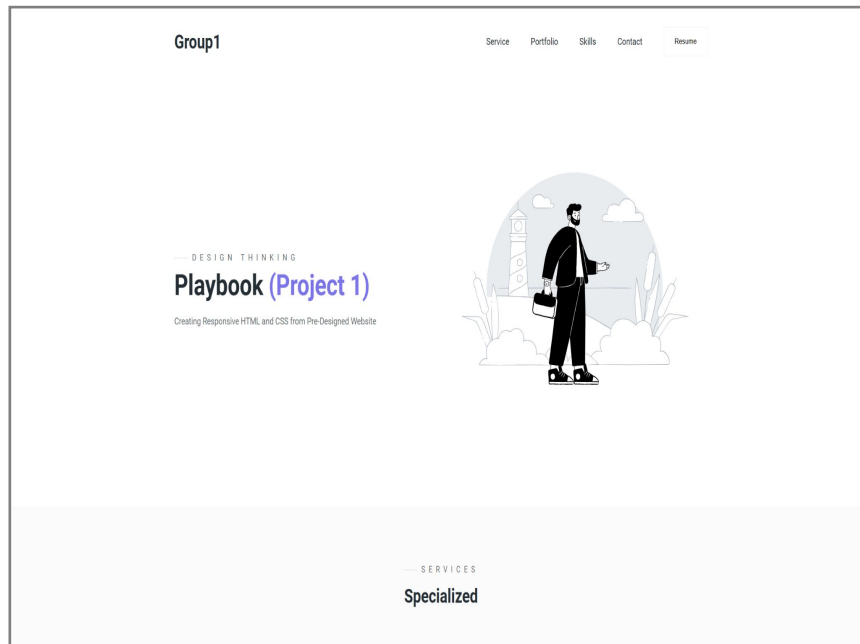 Group1
Service Portfolio Skills Contact Resume
DESIGN THINKING
Playbook (Project 1)
Creating Responsive HTML and CSS from Pre-Designed Website
SERVICES
Specialized